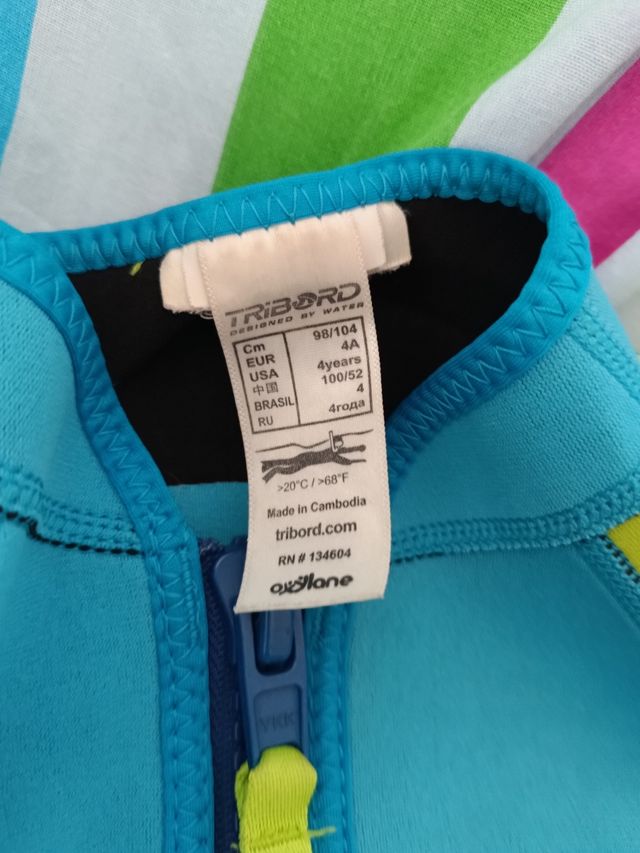 TRIBORD
DESIGNED BY WATER
Cm 98/104
EUR 4A
USA 4years
中国 100/52
BRASIL 4
RU 4года
>20°C / >68°F
Made in Cambodia
tribord.com
RN # 134604
oxylane
YKK